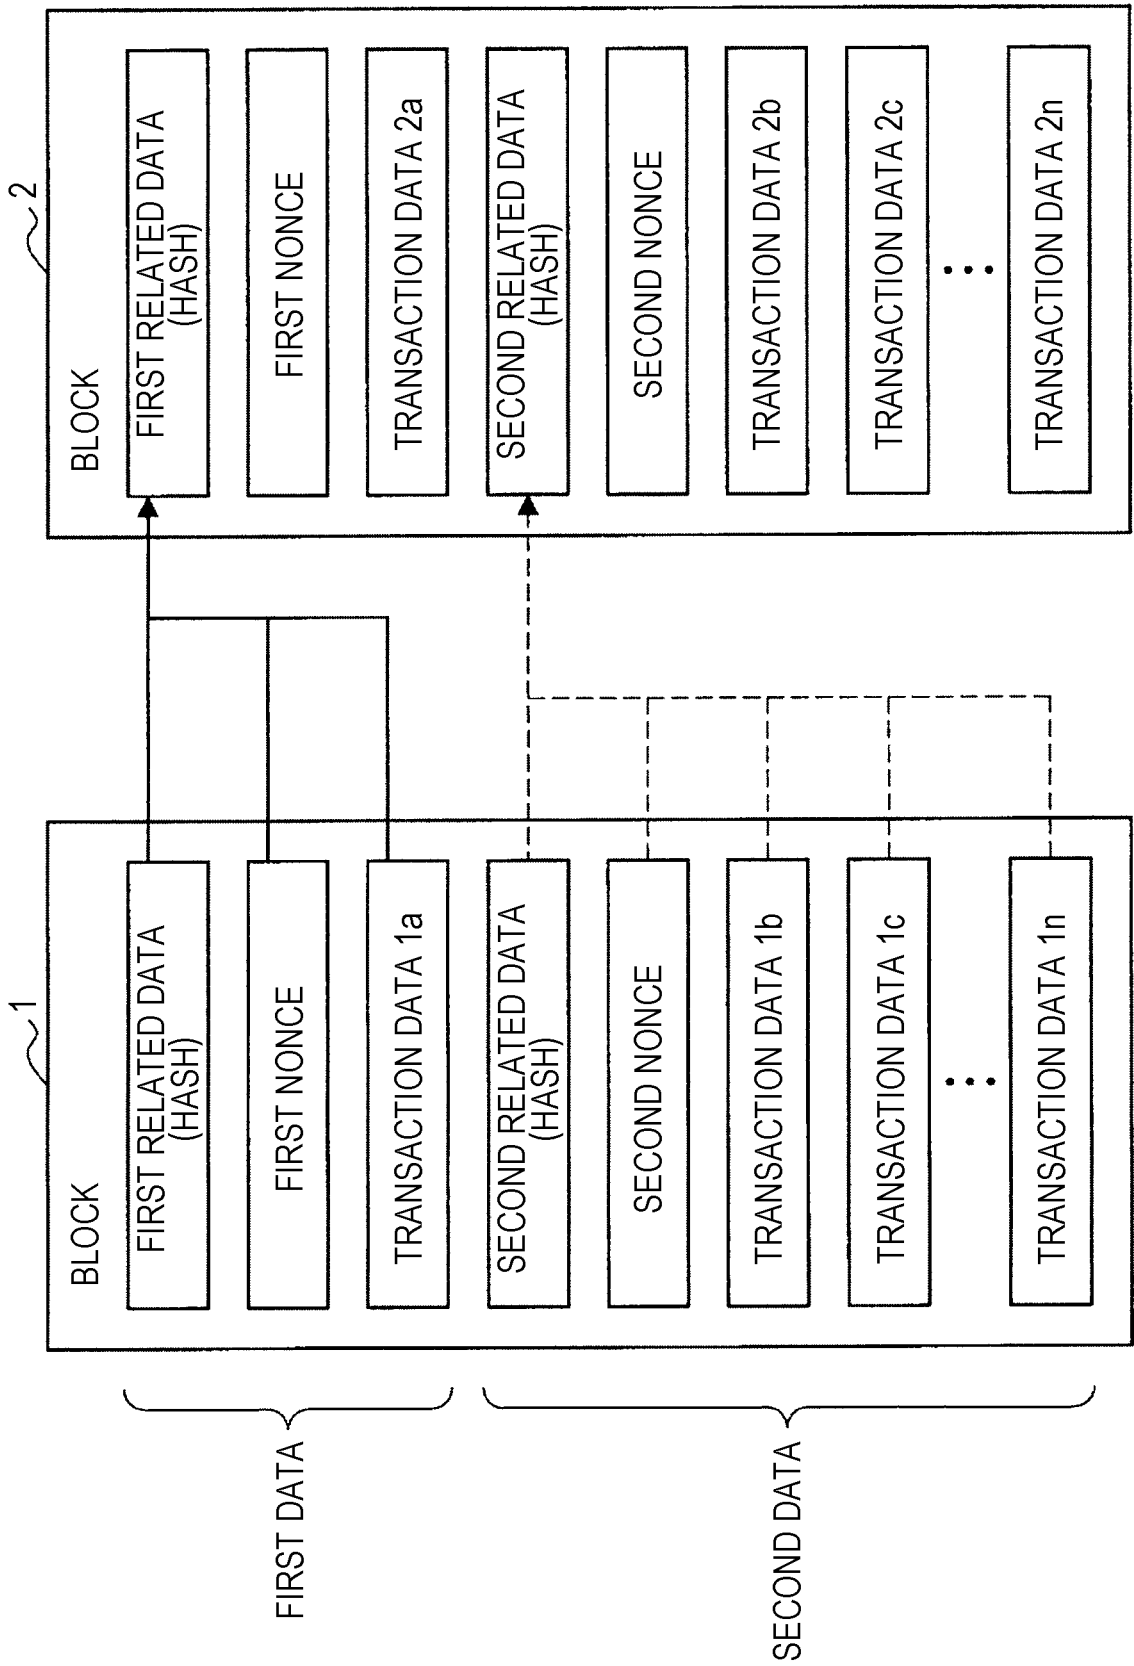 1
BLOCK
FIRST RELATED DATA
(HASH)
FIRST NONCE
TRANSACTION DATA 1a
SECOND RELATED DATA
(HASH)
SECOND NONCE
TRANSACTION DATA 1b
TRANSACTION DATA 1c
TRANSACTION DATA 1n
FIRST DATA
SECOND DATA
2
BLOCK
FIRST RELATED DATA
(HASH)
FIRST NONCE
TRANSACTION DATA 2a
SECOND RELATED DATA
(HASH)
SECOND NONCE
TRANSACTION DATA 2b
TRANSACTION DATA 2c
TRANSACTION DATA 2n